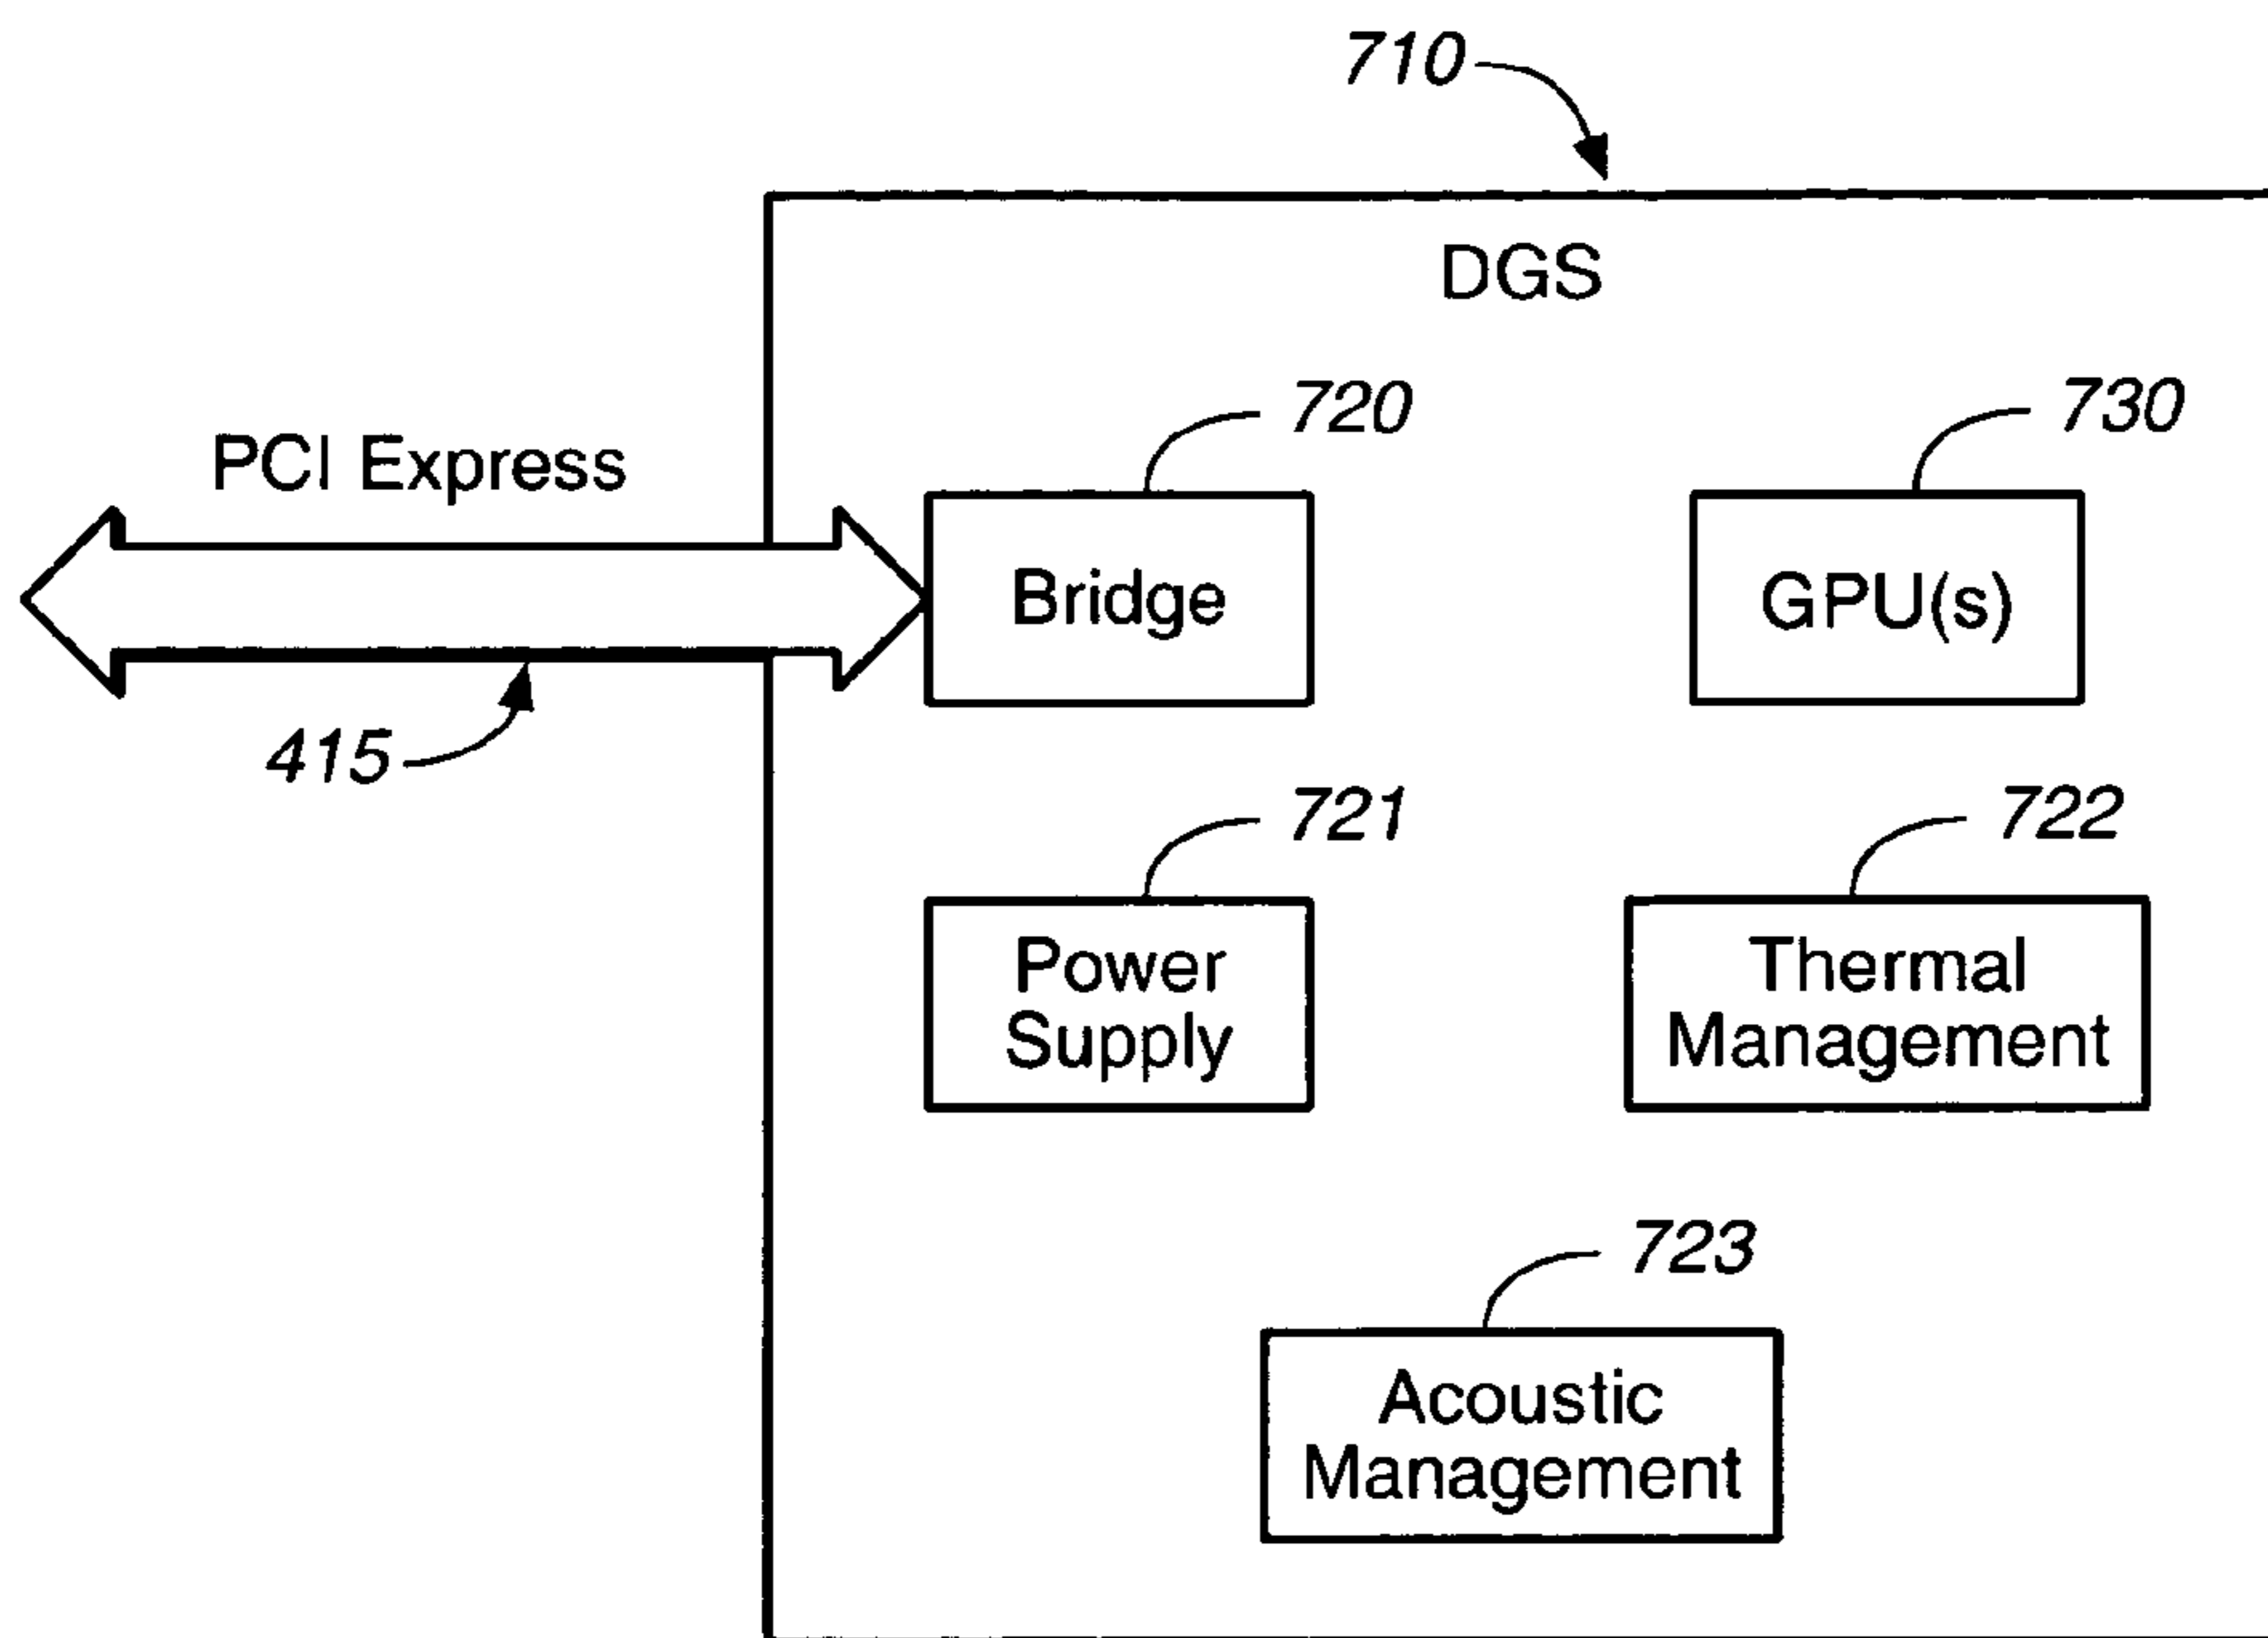 710
DGS
720
730
PCI Express
Bridge
GPU(s)
415
721
722
Power
Supply
Thermal
Management
723
Acoustic
Management